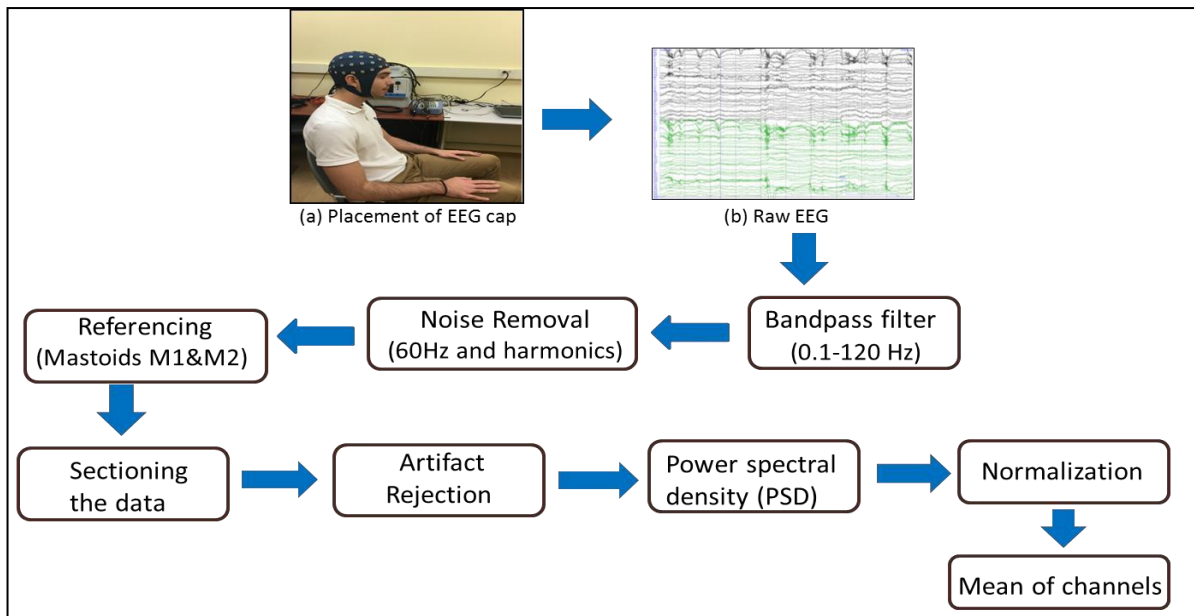 (a) Placement of EEG cap
(b) Raw EEG
Bandpass filter
(0.1-120 Hz)
Noise Removal
(60Hz and harmonics)
Referencing
(Mastoids M1&M2)
Sectioning
the data
Artifact
Rejection
Power spectral
density (PSD)
Normalization
Mean of channels